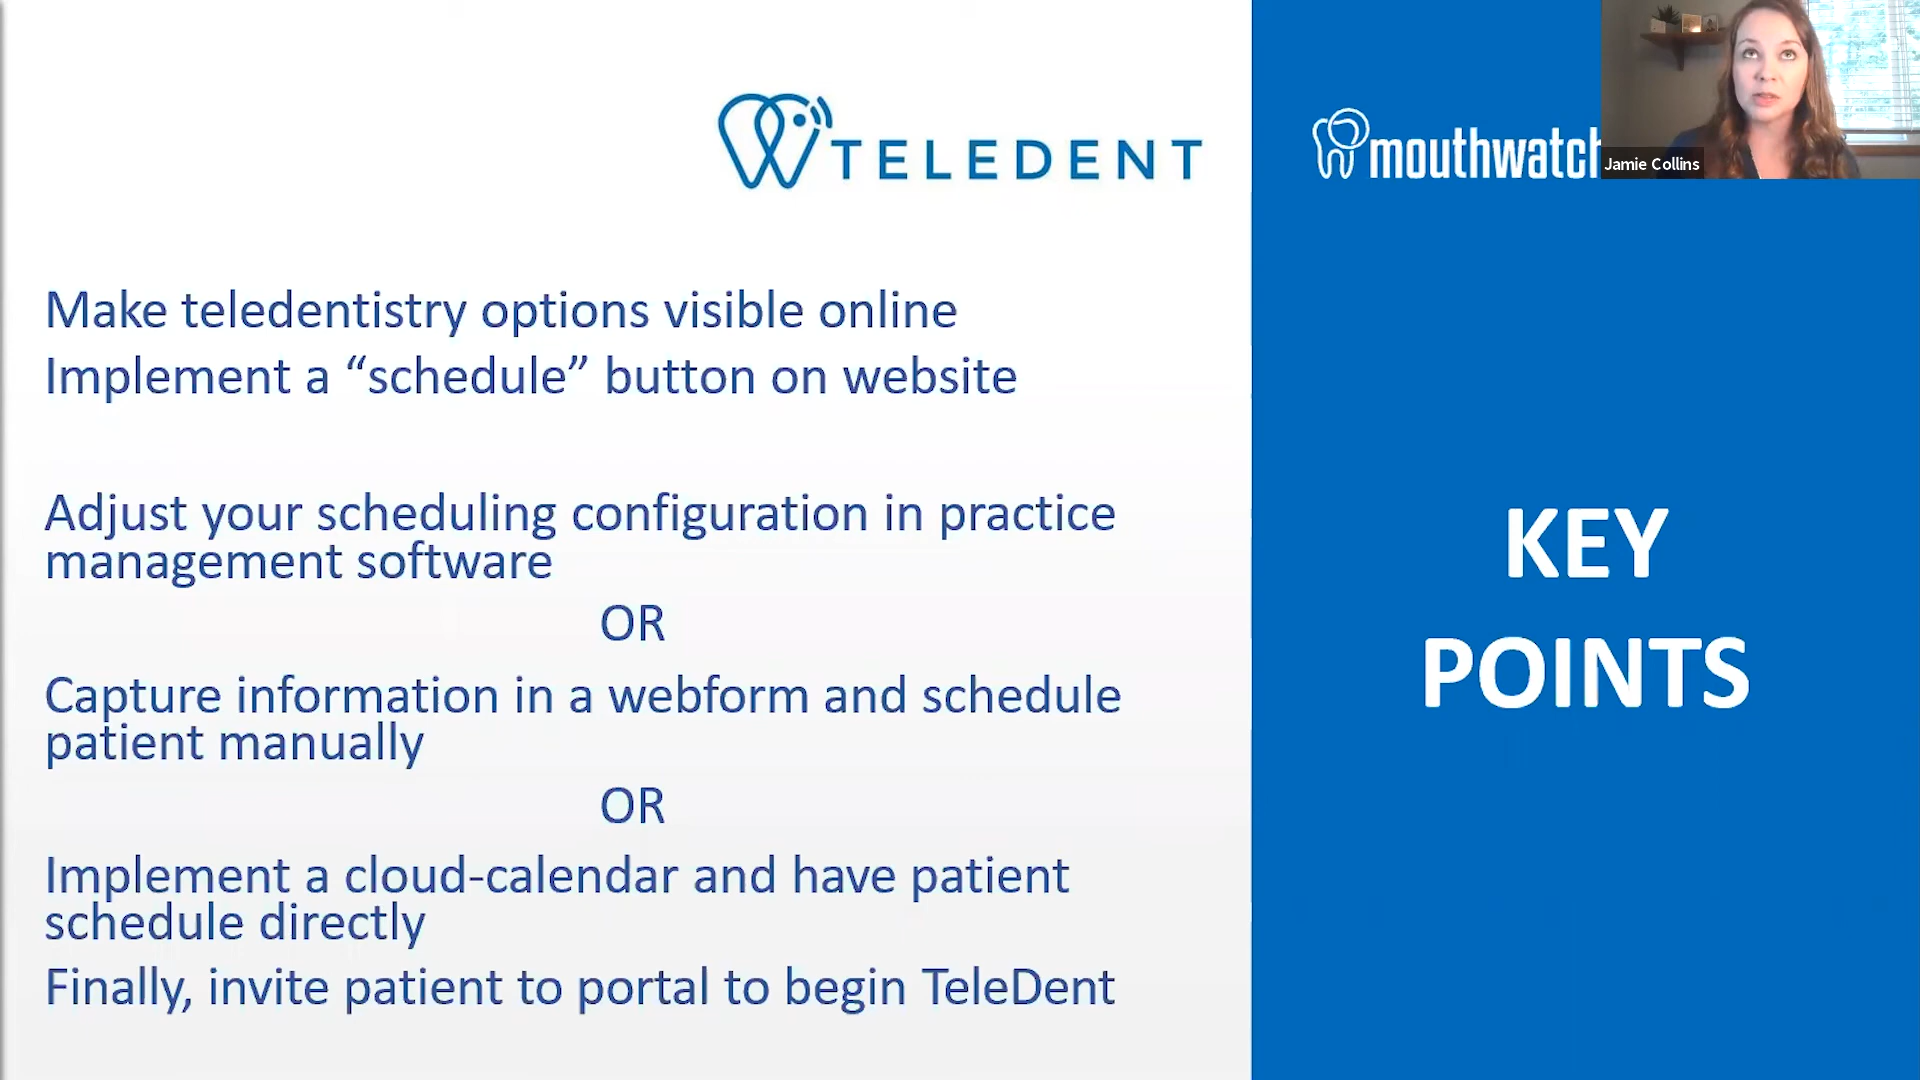 TELEDENT
mouthwatch
Jamie Collins
Make teledentistry options visible online
Implement a “schedule” button on website
Adjust your scheduling configuration in practice
management software
OR
Capture information in a webform and schedule
patient manually
OR
Implement a cloud-calendar and have patient
schedule directly
Finally, invite patient to portal to begin TeleDent
KEY
POINTS